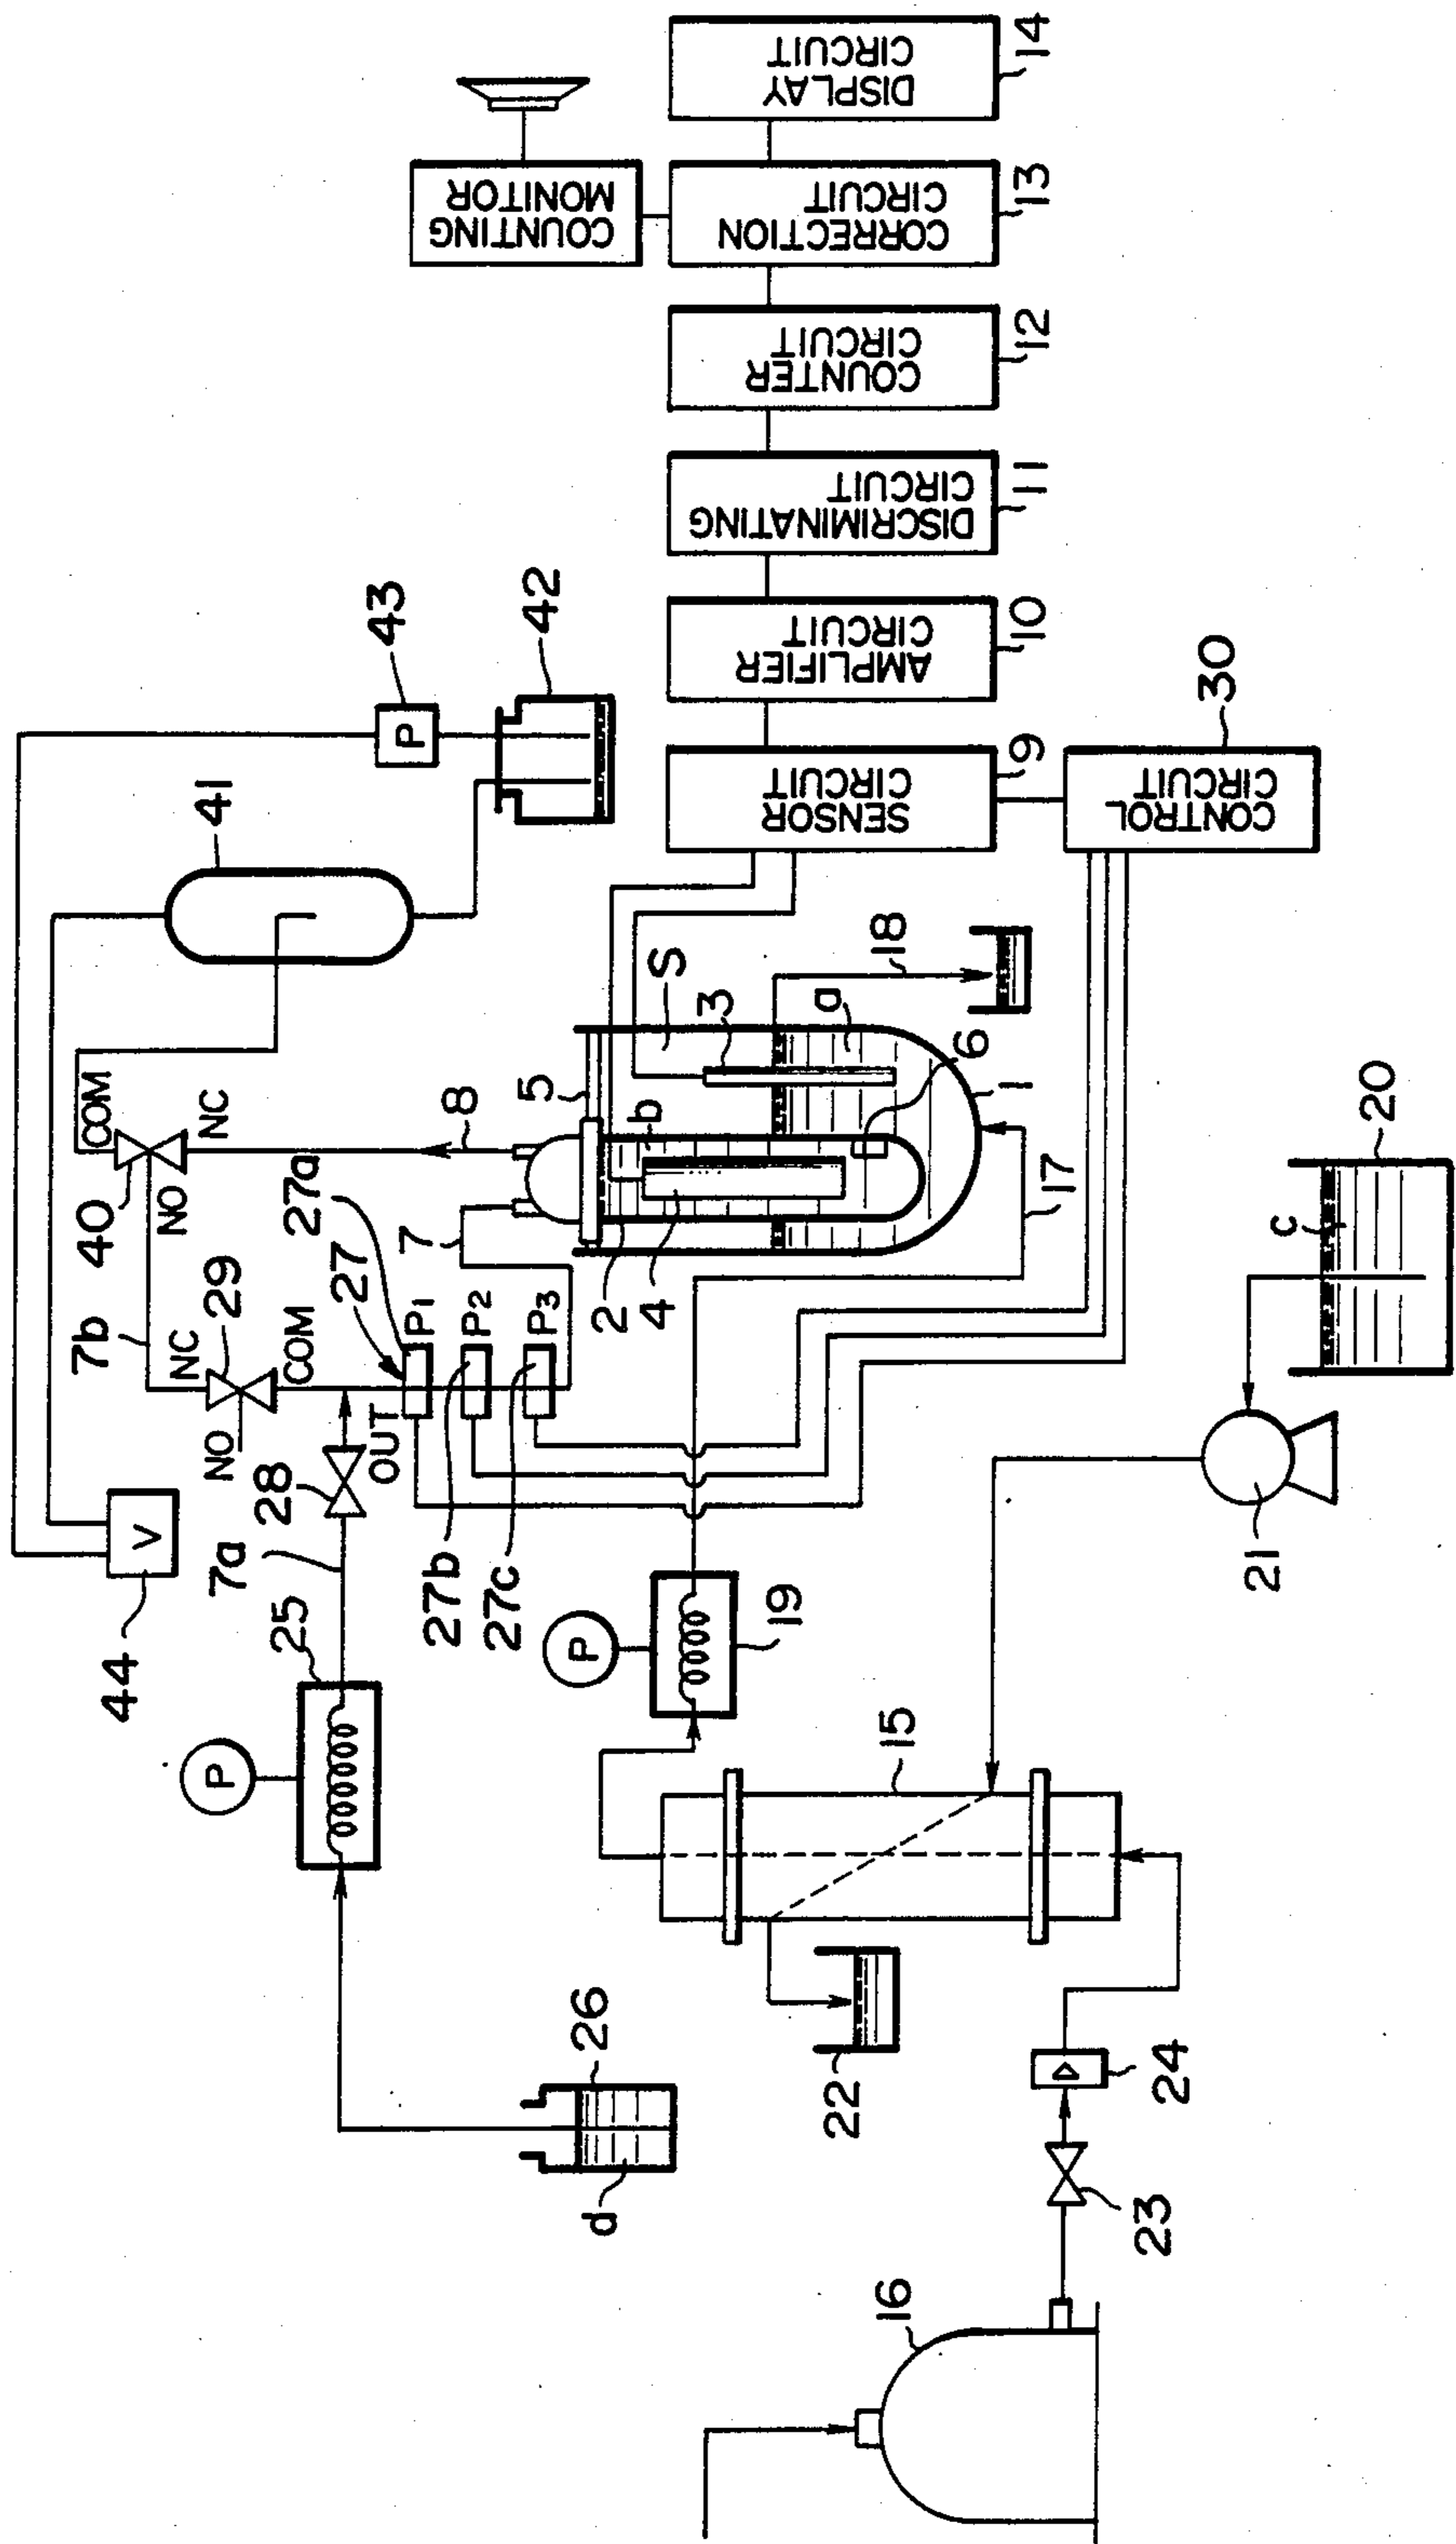 44
V
43
P
42
41
COM
NC
NO
40
7b
NC
29
NO
COM
7a
28
OUT
25
P
27
27a
P1
P2
P3
27b
27c
7
8
5
b
S
3
a
6
1
2
4
17
18
26
d
P
19
15
22
16
23
24
21
20
c
SENSOR
CIRCUIT
9
CONTROL
CIRCUIT
30
AMPLIFIER
CIRCUIT
10
DISCRIMINATING
CIRCUIT
11
COUNTER
CIRCUIT
12
CORRECTION
CIRCUIT
13
COUNTING
MONITOR
DISPLAY
CIRCUIT
14